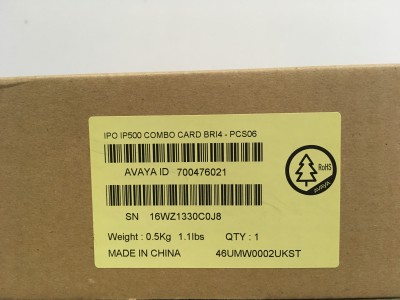 IPO IP500 COMBO CARD BRI4 - PCS06
AVAYA ID 700476021
RoHS
AVAYA
SN 16WZ1330C0J8
Weight : 0.5Kg 1.1lbs QTY : 1
MADE IN CHINA 46UMW0002UKST